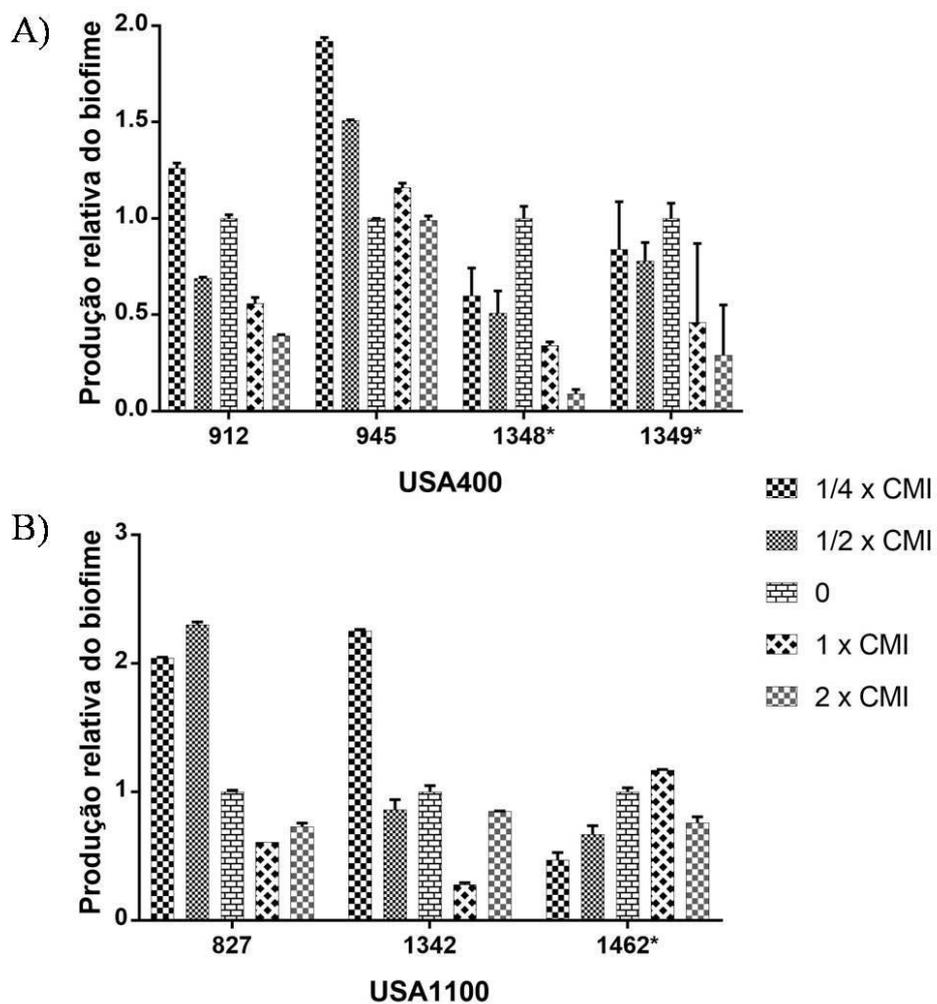 A)
Produção relativa do biofime
2.0
1.5
1.0
0.5
0.0
912 945 1348* 1349*
USA400
1/4 x CMI
1/2 x CMI
0
1 x CMI
2 x CMI
B)
Produção relativa do biofime
3
2
1
0
827 1342 1462*
USA1100